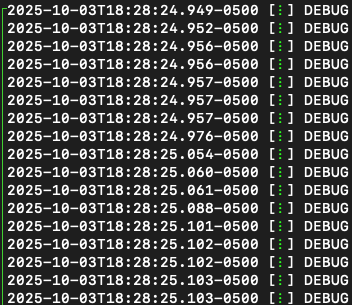 2025-10-03T18:28:24.949-0500 [⋮] DEBUG
2025-10-03T18:28:24.952-0500 [⋮] DEBUG
2025-10-03T18:28:24.956-0500 [⋮] DEBUG
2025-10-03T18:28:24.956-0500 [⋮] DEBUG
2025-10-03T18:28:24.957-0500 [⋮] DEBUG
2025-10-03T18:28:24.957-0500 [⋮] DEBUG
2025-10-03T18:28:24.957-0500 [⋮] DEBUG
2025-10-03T18:28:24.976-0500 [⋮] DEBUG
2025-10-03T18:28:25.054-0500 [⋮] DEBUG
2025-10-03T18:28:25.060-0500 [⋮] DEBUG
2025-10-03T18:28:25.061-0500 [⋮] DEBUG
2025-10-03T18:28:25.088-0500 [⋮] DEBUG
2025-10-03T18:28:25.101-0500 [⋮] DEBUG
2025-10-03T18:28:25.102-0500 [⋮] DEBUG
2025-10-03T18:28:25.102-0500 [⋮] DEBUG
2025-10-03T18:28:25.103-0500 [⋮] DEBUG
2025-10-03T18:28:25.103-0500 [⋮] DEBUG